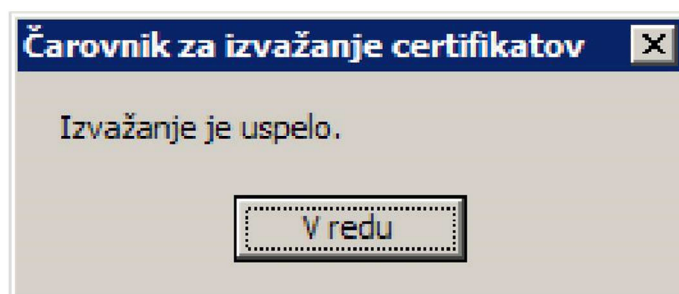 Čarovnik za izvažanje certifikatov
Izvažanje je uspelo.
V redu